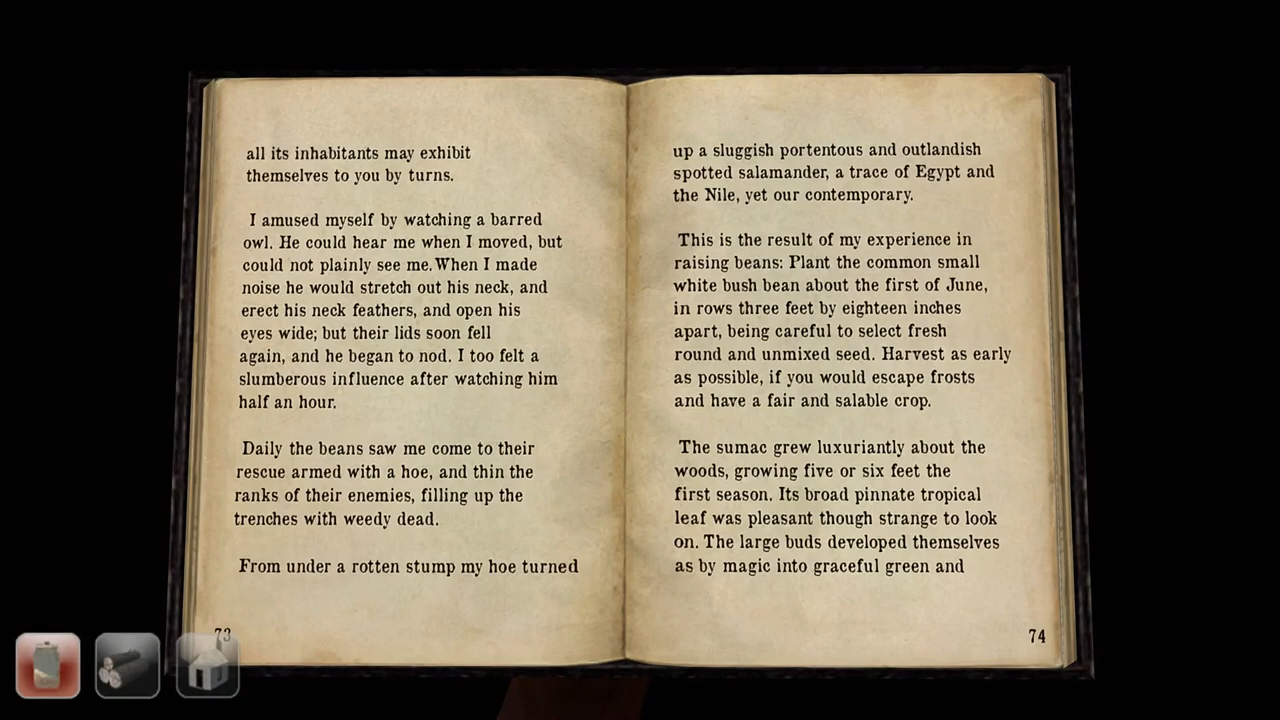 all its inhabitants may exhibit
themselves to you by turns.
I amused myself by watching a barred
owl. He could hear me when I moved, but
could not plainly see me. When I made
noise he would stretch out his neck, and
erect his neck feathers, and open his
eyes wide; but their lids soon fell
again, and he began to nod. I too felt a
slumberous influence after watching him
half an hour.
Daily the beans saw me come to their
rescue armed with a hoe, and thin the
ranks of their enemies, filling up the
trenches with weedy dead.
From under a rotten stump my hoe turned
73
up a sluggish portentous and outlandish
spotted salamander, a trace of Egypt and
the Nile, yet our contemporary.
This is the result of my experience in
raising beans: Plant the common small
white bush bean about the first of June,
in rows three feet by eighteen inches
apart, being careful to select fresh
round and unmixed seed. Harvest as early
as possible, if you would escape frosts
and have a fair and salable crop.
The sumac grew luxuriantly about the
woods, growing five or six feet the
first season. Its broad pinnate tropical
leaf was pleasant though strange to look
on. The large buds developed themselves
as by magic into graceful green and
74